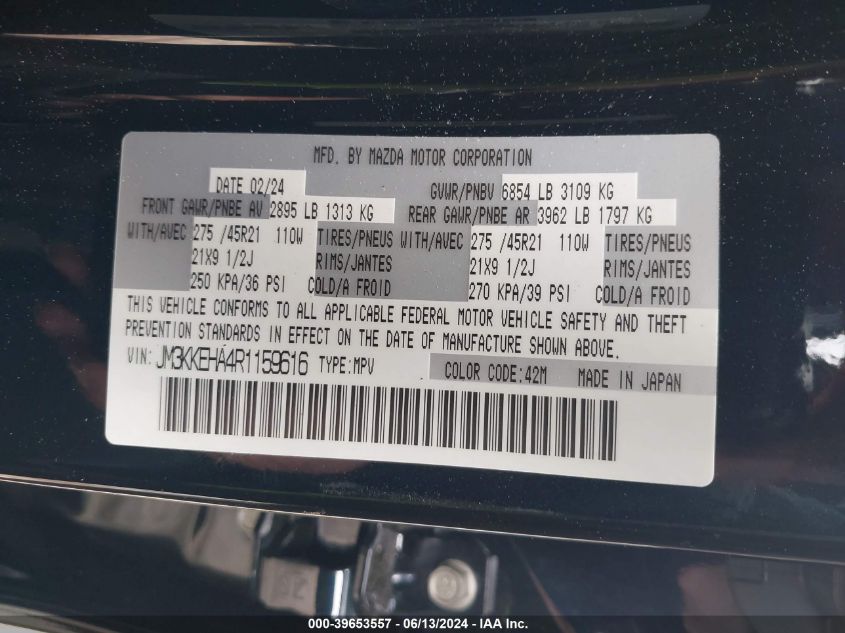 MFD. BY MAZDA MOTOR CORPORATION
DATE 02/24 GVWR/PNBV 6854 LB 3109 KG
FRONT GAWR/PNBE AV 2895 LB 1313 KG REAR GAWR/PNBE AR 3962 LB 1797 KG
WITH/AVEC 275 /45R21 110W TIRES/PNEUS WITH/AVEC 275 /45R21 110W TIRES/PNEUS
21X9 1/2J RIMS/JANTES 21X9 1/2J RIMS/JANTES
250 KPA/36 PSI COLD/A FROID 270 KPA/39 PSI COLD/A FROID
THIS VEHICLE CONFORMS TO ALL APPLICABLE FEDERAL MOTOR VEHICLE SAFETY AND THEFT
PREVENTION STANDARDS IN EFFECT ON THE DATE OF MANUFACTURE SHOWN ABOVE.
VIN: JM3KKEHA4R1159616 TYPE:MPV COLOR CODE:42M MADE IN JAPAN
000-39653557 - 06/13/2024 - IAA, Inc.